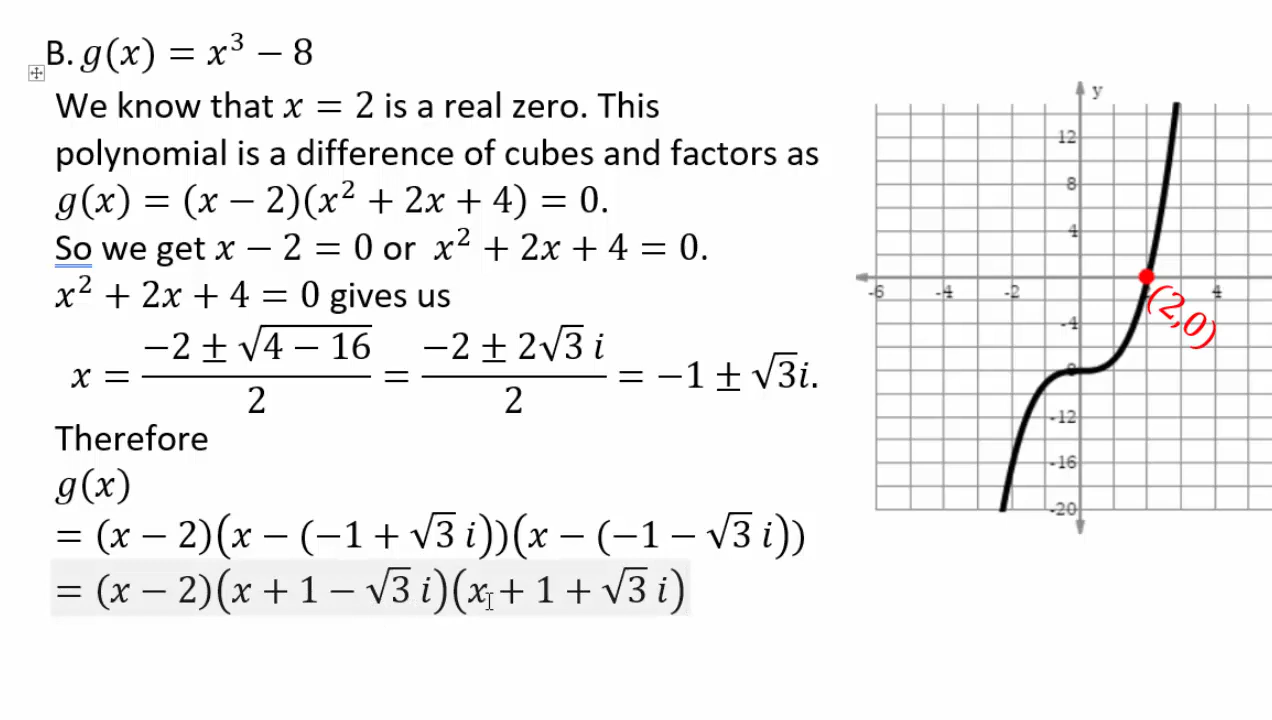 B. g(x) = x³ − 8
We know that x = 2 is a real zero. This
polynomial is a difference of cubes and factors as
g(x) = (x − 2)(x² + 2x + 4) = 0.
So we get x − 2 = 0 or x² + 2x + 4 = 0.
x² + 2x + 4 = 0 gives us
x = (−2 ± √(4 − 16))/2 = (−2 ± 2√3 i)/2 = −1 ± √3i.
Therefore
g(x)
= (x − 2)(x − (−1 + √3 i))(x − (−1 − √3 i))
= (x − 2)(x + 1 − √3 i)(x + 1 + √3 i)
y
12
8
4
-6 -4 -2 4
(2,0)
-4
-12
-16
-20